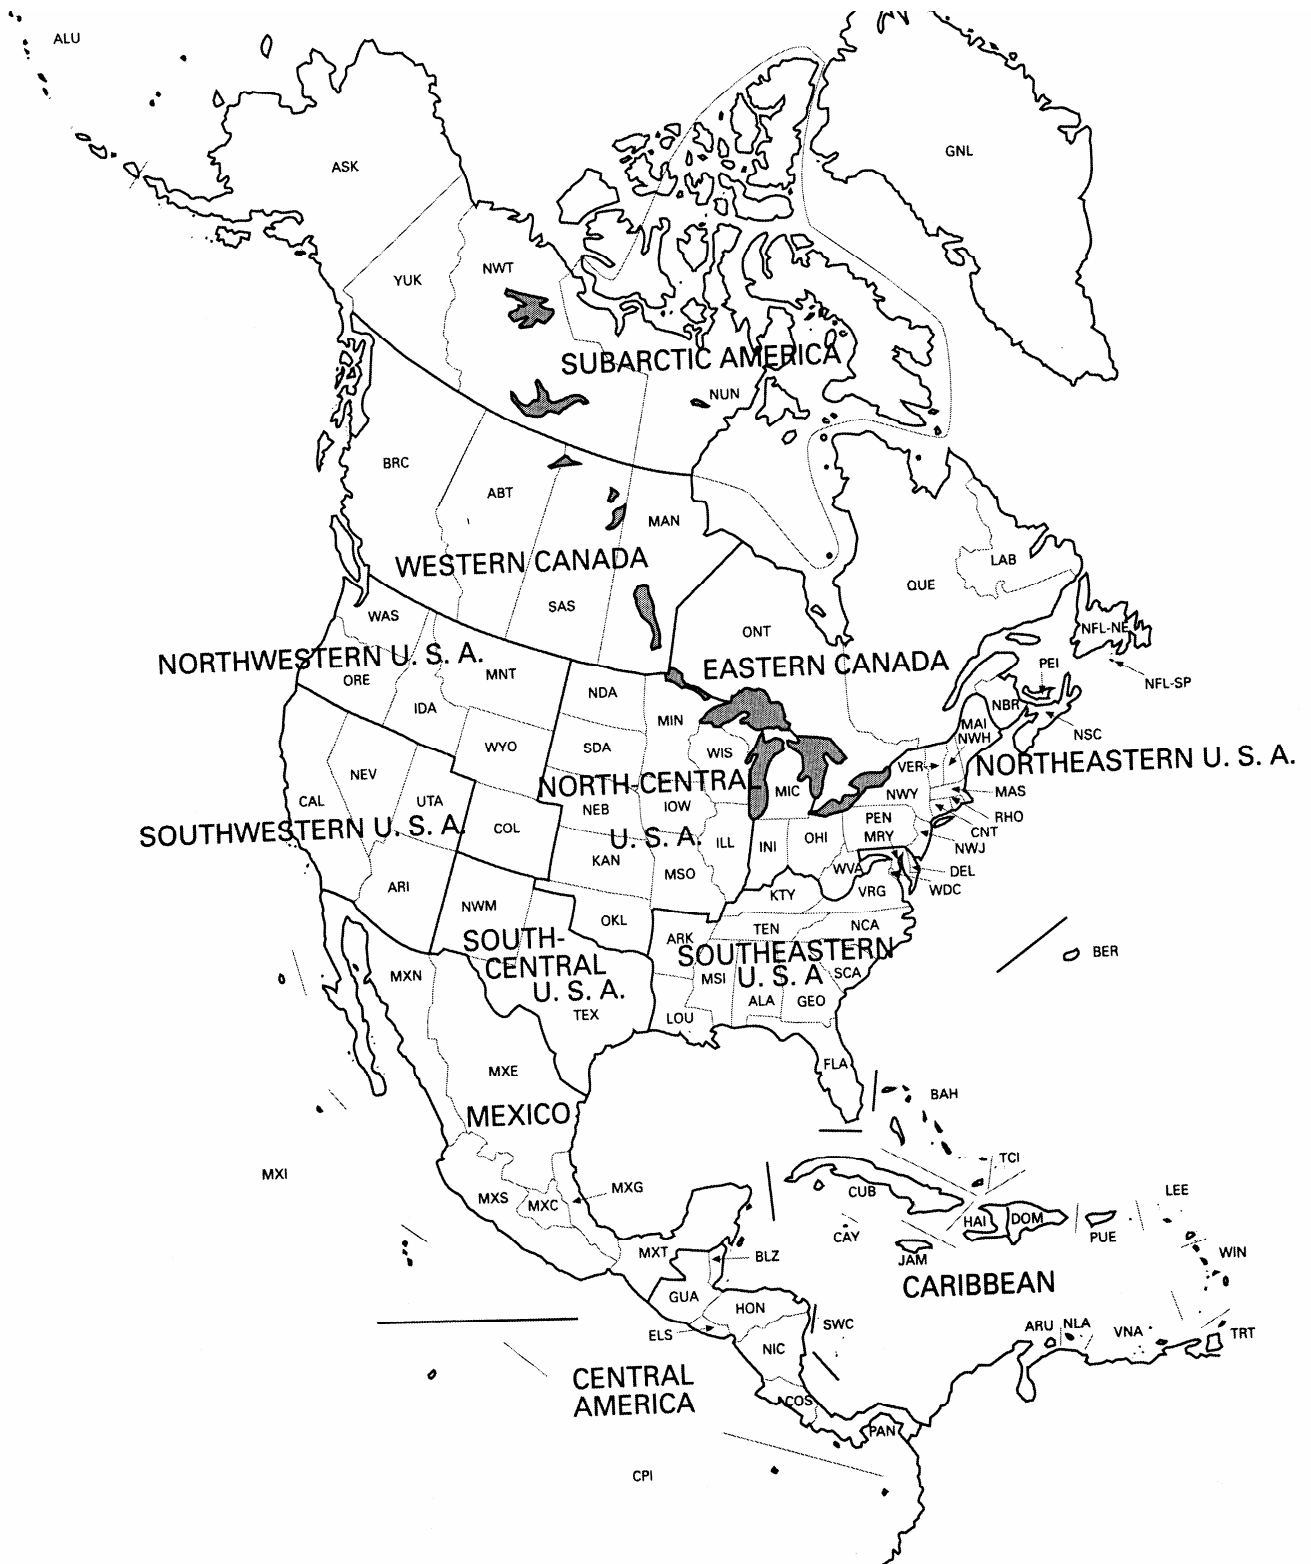 ALU
ASK
GNL
YUK
NWT
SUBARCTIC AMERICA
NUN
BRC
ABT
MAN
WESTERN CANADA
LAB
QUE
SAS
WAS
ONT
NFL-NE
NORTHWESTERN U. S. A.
EASTERN CANADA
PEI
NFL-SP
MNT
ORE
NDA
IDA
NBR
MIN
MAI
NWH
NSC
WYO
SDA
WIS
VER
NORTHEASTERN U. S. A.
NEV
NORTH-CENTRAL
MIC
NWY
MAS
CAL
UTA
NEB
IOW
PEN
RHO
SOUTHWESTERN U. S. A.
COL
U. S. A.
ILL
INI
OHI
MRY
CNT
NWJ
KAN
MSO
WVA
DEL
ARI
KTY
VRG
WDC
NWM
OKL
TEN
NCA
SOUTH-
ARK
SOUTHEASTERN
BER
CENTRAL
MXN
MSI
U. S. A
SCA
U. S. A.
ALA
GEO
TEX
LOU
MXE
FLA
BAH
MEXICO
TCI
MXI
MXG
CUB
LEE
MXS
MXC
HAI
DOM
CAY
PUE
MXT
BLZ
JAM
WIN
CARIBBEAN
GUA
HON
ELS
SWC
ARU
NLA
VNA
TRT
NIC
CENTRAL
AMERICA
COS
PAN
CPI